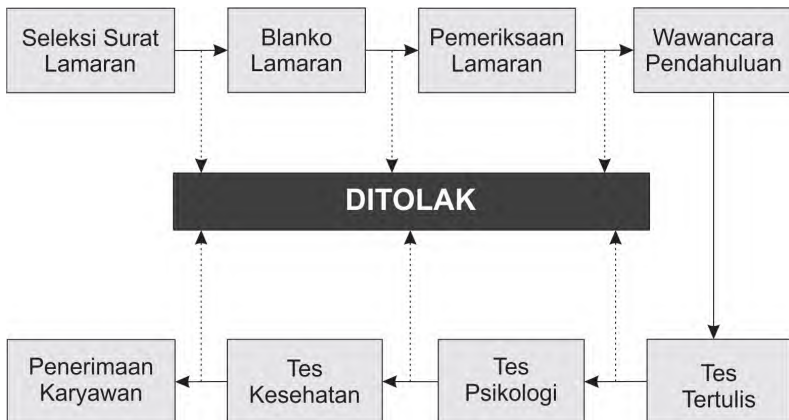 Seleksi Surat
Lamaran
Blanko
Lamaran
Pemeriksaan
Lamaran
Wawancara
Pendahuluan
DITOLAK
Penerimaan
Karyawan
Tes
Kesehatan
Tes
Psikologi
Tes
Tertulis